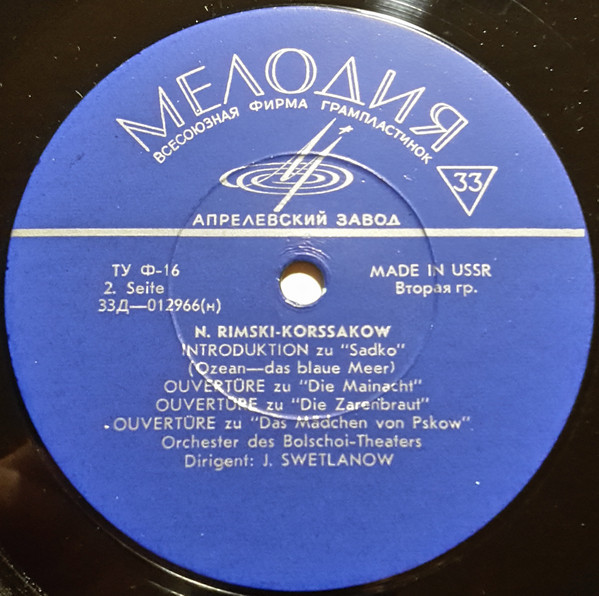 МЕЛОДИЯ
ВСЕСОЮЗНАЯ ФИРМА ГРАМПЛАСТИНОК
33
АПРЕЛЕВСКИЙ ЗАВОД
ТУ Ф-16
MADE IN USSR
2. Seite
Вторая гр.
33Д—012966(н)
N. RIMSKI-KORSSAKOW
INTRODUKTION zu "Sadko"
(Ozean—das blaue Meer)
OUVERTÜRE zu "Die Mainacht"
OUVERTÜRE zu "Die Zarenbraut"
OUVERTÜRE zu "Das Mädchen von Pskow"
Orchester des Bolschoi-Theaters
Dirigent: J. SWETLANOW